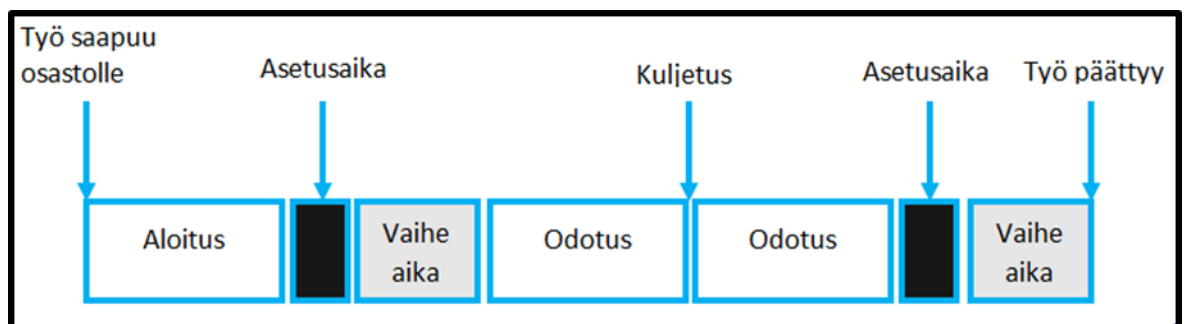 Työ saapuu
osastolle
Asetusaika
Kuljetus
Asetusaika
Työ päättyy
Aloitus
Vaihe
aika
Odotus
Odotus
Vaihe
aika